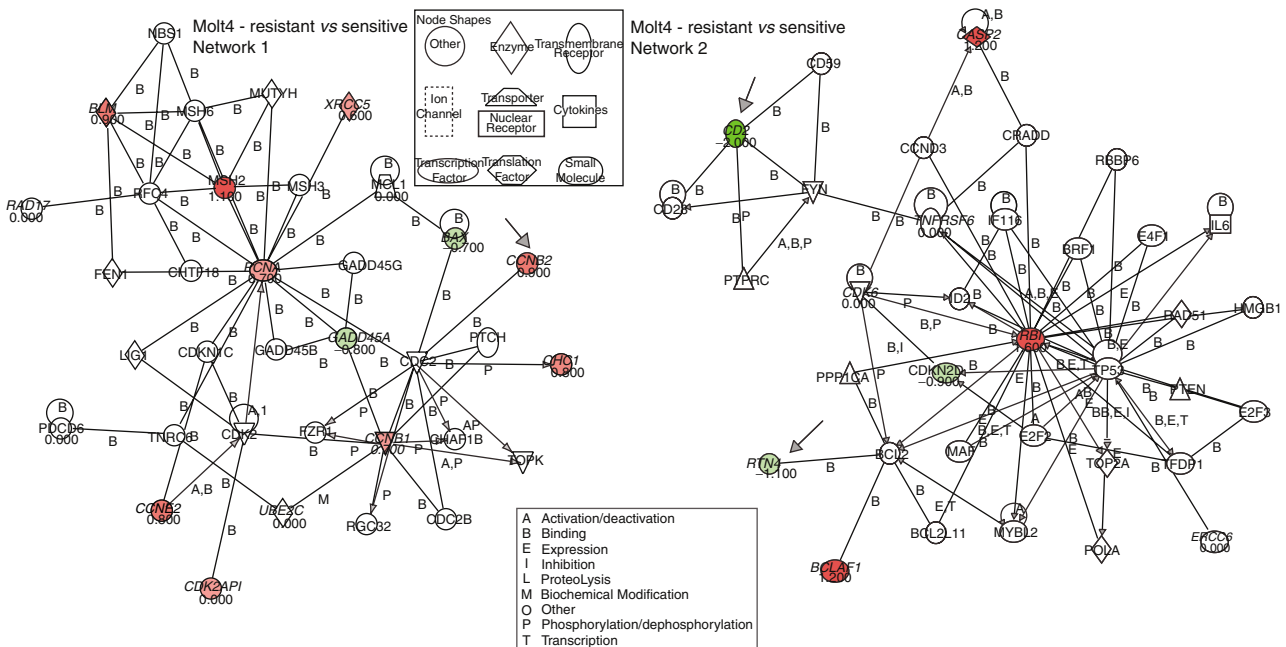 Molt4 - resistant vs sensitive
Network 1
Node Shapes
Other
Enzyme
Transmembrane
Receptor
Ion
Channel
Transporter
Nuclear
Receptor
Cytokines
Transcription
Factor
Translation
Factor
Small
Molecule
Molt4 - resistant vs sensitive
Network 2
NBS1
BLM
0.900
MSH6
MUTYH
XRCC5
0.600
RAD17
0.000
RFC4
MSH2
1.100
MSH3
MCL1
0.000
BAX
-0.700
CCNB2
0.900
FEN1
CHTF18
PCNA
0.700
GADD45G
GADD45A
-0.800
LIG1
CDKN1C
GADD45B
CDC2
PTCH
CHC1
0.800
PDCD6
0.900
TNRC6
CDK2
A,1
FZR1
CCNB1
0.700
CHAF1B
TOPK
AP
A,P
CCNE2
0.800
A,B
UBE2C
0.000
M
RGC32
CDC2B
CDK2API
0.000
A Activation/deactivation
B Binding
E Expression
I Inhibition
L ProteoLysis
M Biochemical Modification
O Other
P Phosphorylation/dephosphorylation
T Transcription
A,B
CASP2
1.200
CD59
CD2
-2.000
A,B
CCND3
CRADD
RBBP6
FYN
CD28
B,P
A,B,P
PTPRC
TNFRSF6
0.000
IF116
BRF1
E4F1
IL6
CDK6
0.000
ID2
A,B,E
RB1
1.600
RAD51
HMGB1
B,P
B,I
PPP1CA
CDKN2D
-0.900
B,E
TP53
B,E,T
PTEN
E2F3
RTN4
-1.100
BCL2
MAF
E2F2
B,E,T
BB,E,I
B,E,T
TOP2A
TFDP1
E,T
BCL2L11
MYBL2
POLA
ERCC6
0.000
BCLAF1
1.200